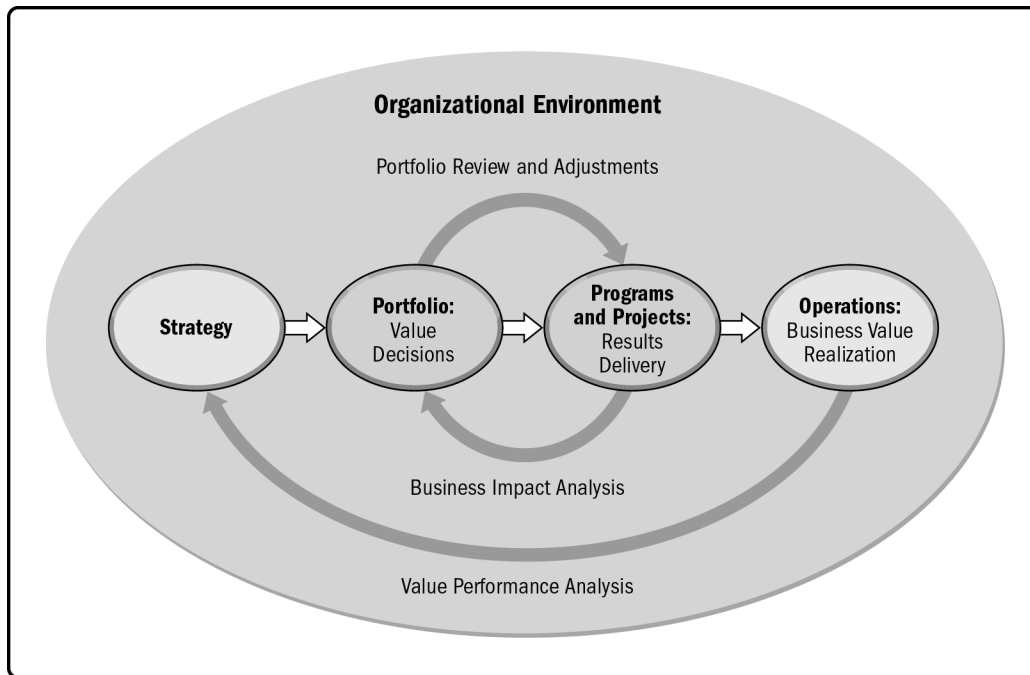 Organizational Environment
Portfolio Review and Adjustments
Strategy
Portfolio:
Value
Decisions
Programs
and Projects:
Results
Delivery
Operations:
Business Value
Realization
Business Impact Analysis
Value Performance Analysis